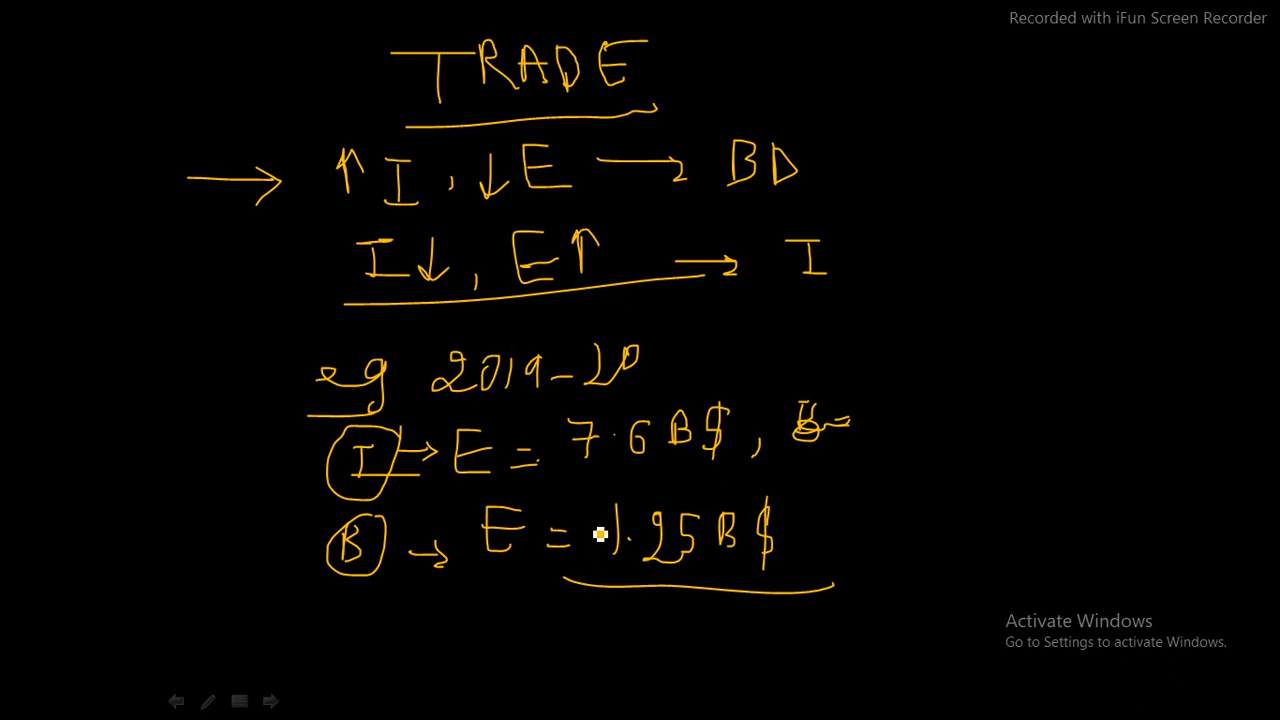 Recorded with iFun Screen Recorder
TRADE
→ ↑ I, ↓ E → BD
I ↓, E ↑ → I
eg 2019-20
I → E = 7.6 B$,
B → E = 1.25 B$
Activate Windows
Go to Settings to activate Windows.